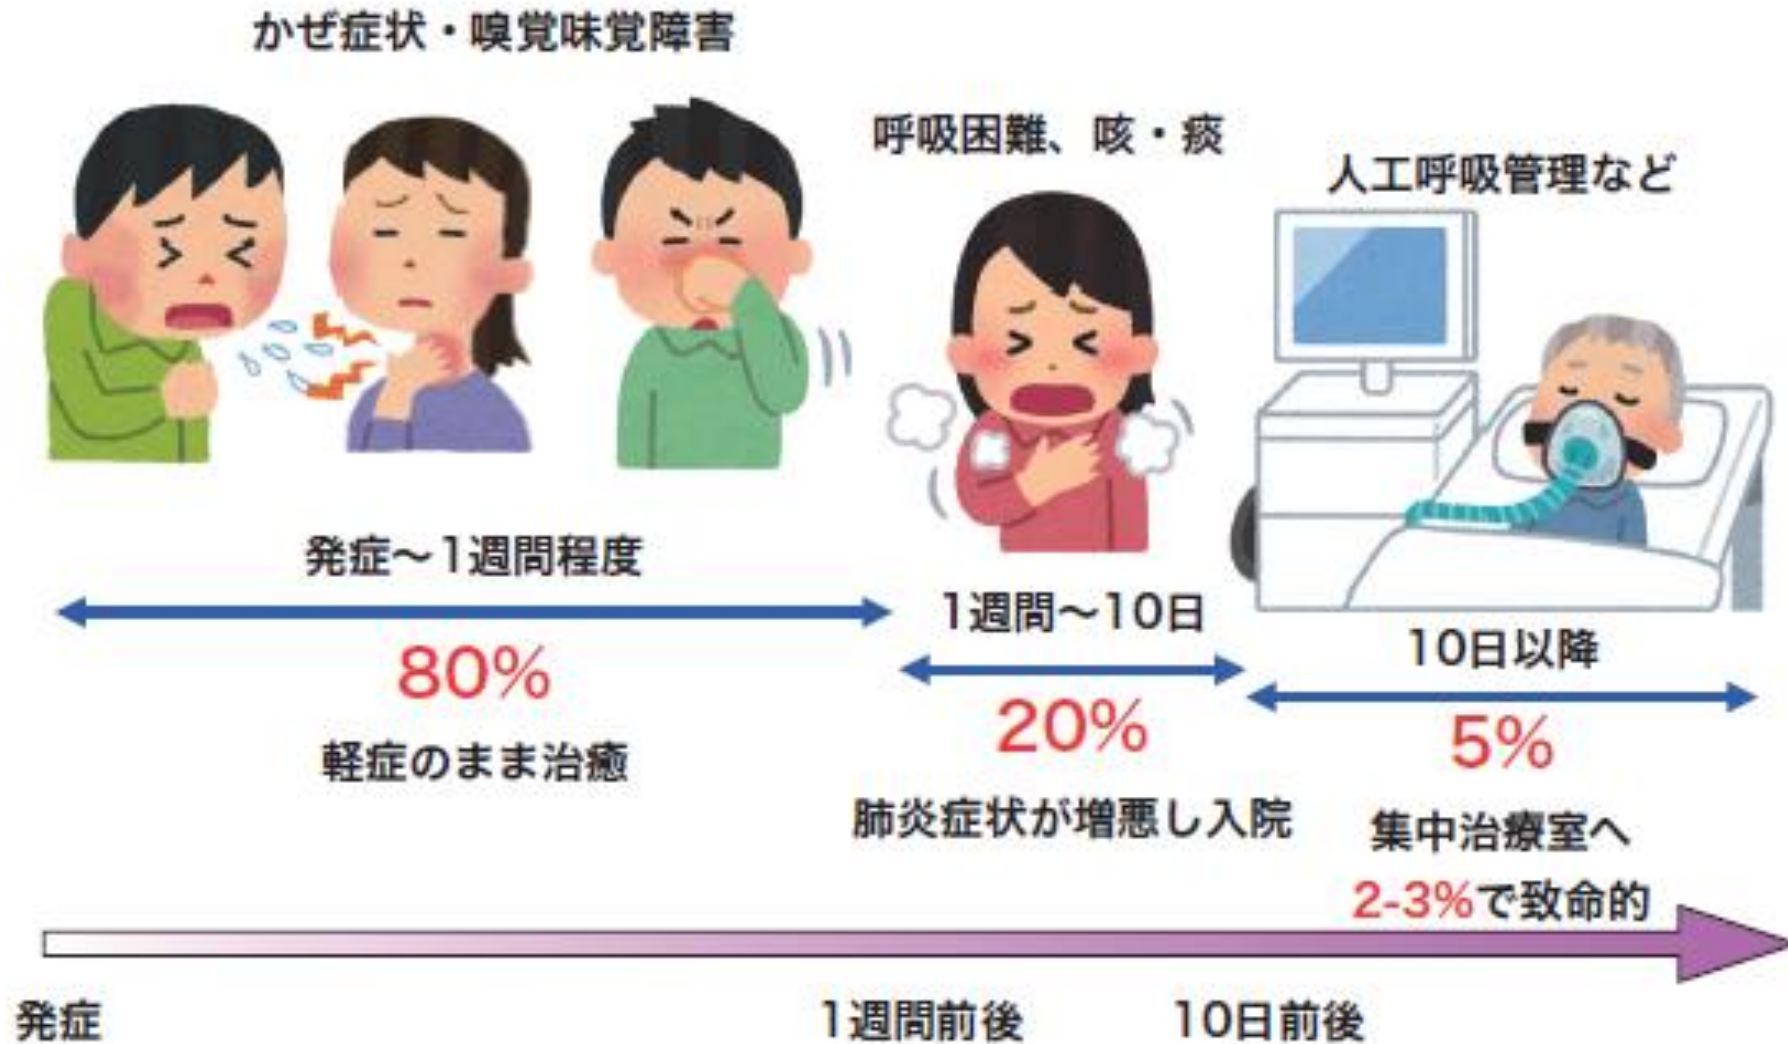 かぜ症状・嗅覚味覚障害
呼吸困難、咳・痰
人工呼吸管理など
発症〜1週間程度
80%
軽症のまま治癒
1週間〜10日
20%
肺炎症状が増悪し入院
10日以降
5%
集中治療室へ
2-3%で致命的
発症
1週間前後
10日前後